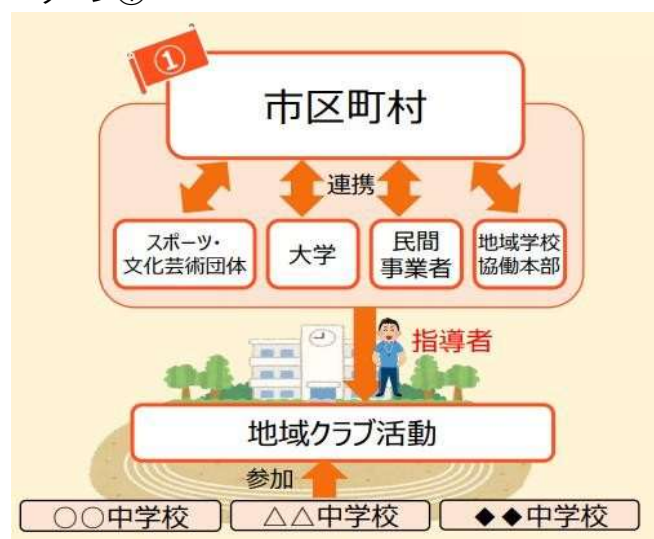 ①
市区町村
連携
スポーツ・
文化芸術団体
大学
民間
事業者
地域学校
協働本部
指導者
地域クラブ活動
参加
○○中学校
△△中学校
◆◆中学校